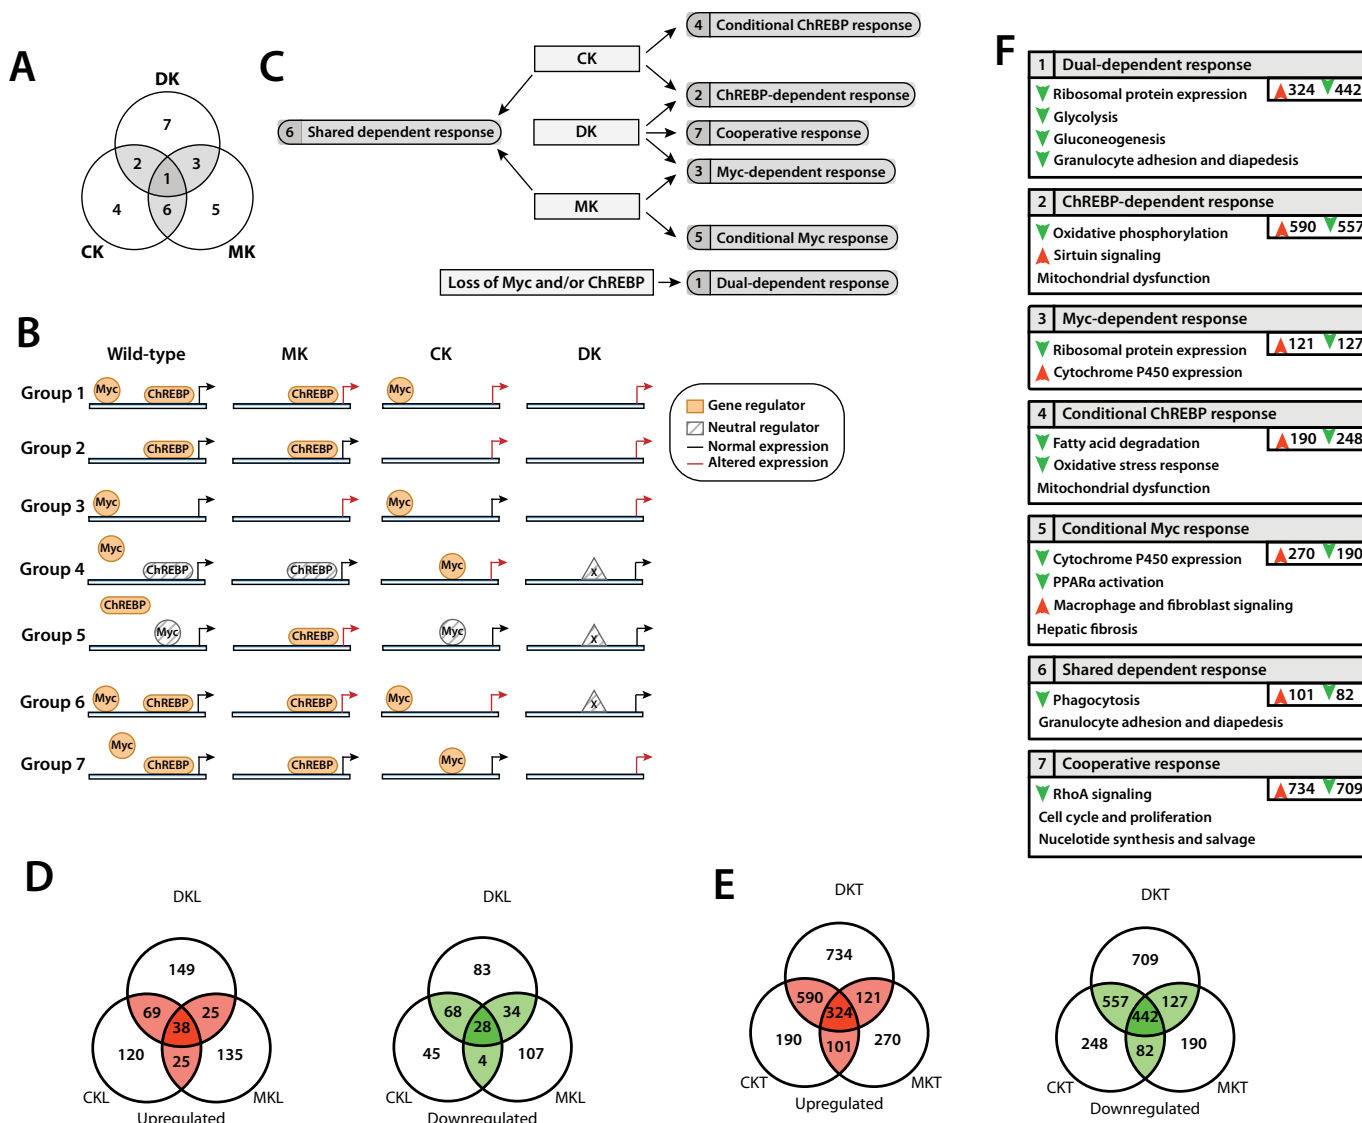 A
DK
7
2
3
1
4
6
5
CK
MK
C
CK
DK
MK
6 Shared dependent response
4 Conditional ChREBP response
2 ChREBP-dependent response
7 Cooperative response
3 Myc-dependent response
5 Conditional Myc response
Loss of Myc and/or ChREBP
1 Dual-dependent response
B
Wild-type MK CK DK
Group 1 Myc ChREBP ChREBP Myc
Group 2 ChREBP ChREBP
Group 3 Myc Myc
Group 4 Myc ChREBP ChREBP Myc X
Group 5 ChREBP Myc ChREBP Myc X
Group 6 Myc ChREBP ChREBP Myc X
Group 7 Myc ChREBP ChREBP Myc
Gene regulator
Neutral regulator
Normal expression
Altered expression
D
DKL
149
69 25
38
120 135
25
CKL MKL
Upregulated
DKL
83
68 34
28
45 107
4
CKL MKL
Downregulated
E
DKT
734
590 121
324
190 270
101
CKT MKT
Upregulated
DKT
709
557 127
442
248 190
82
CKT MKT
Downregulated
F
1 Dual-dependent response
324 442
Ribosomal protein expression
Glycolysis
Gluconeogenesis
Granulocyte adhesion and diapedesis
2 ChREBP-dependent response
590 557
Oxidative phosphorylation
Sirtuin signaling
Mitochondrial dysfunction
3 Myc-dependent response
121 127
Ribosomal protein expression
Cytochrome P450 expression
4 Conditional ChREBP response
190 248
Fatty acid degradation
Oxidative stress response
Mitochondrial dysfunction
5 Conditional Myc response
270 190
Cytochrome P450 expression
PPARα activation
Macrophage and fibroblast signaling
Hepatic fibrosis
6 Shared dependent response
101 82
Phagocytosis
Granulocyte adhesion and diapedesis
7 Cooperative response
734 709
RhoA signaling
Cell cycle and proliferation
Nucelotide synthesis and salvage